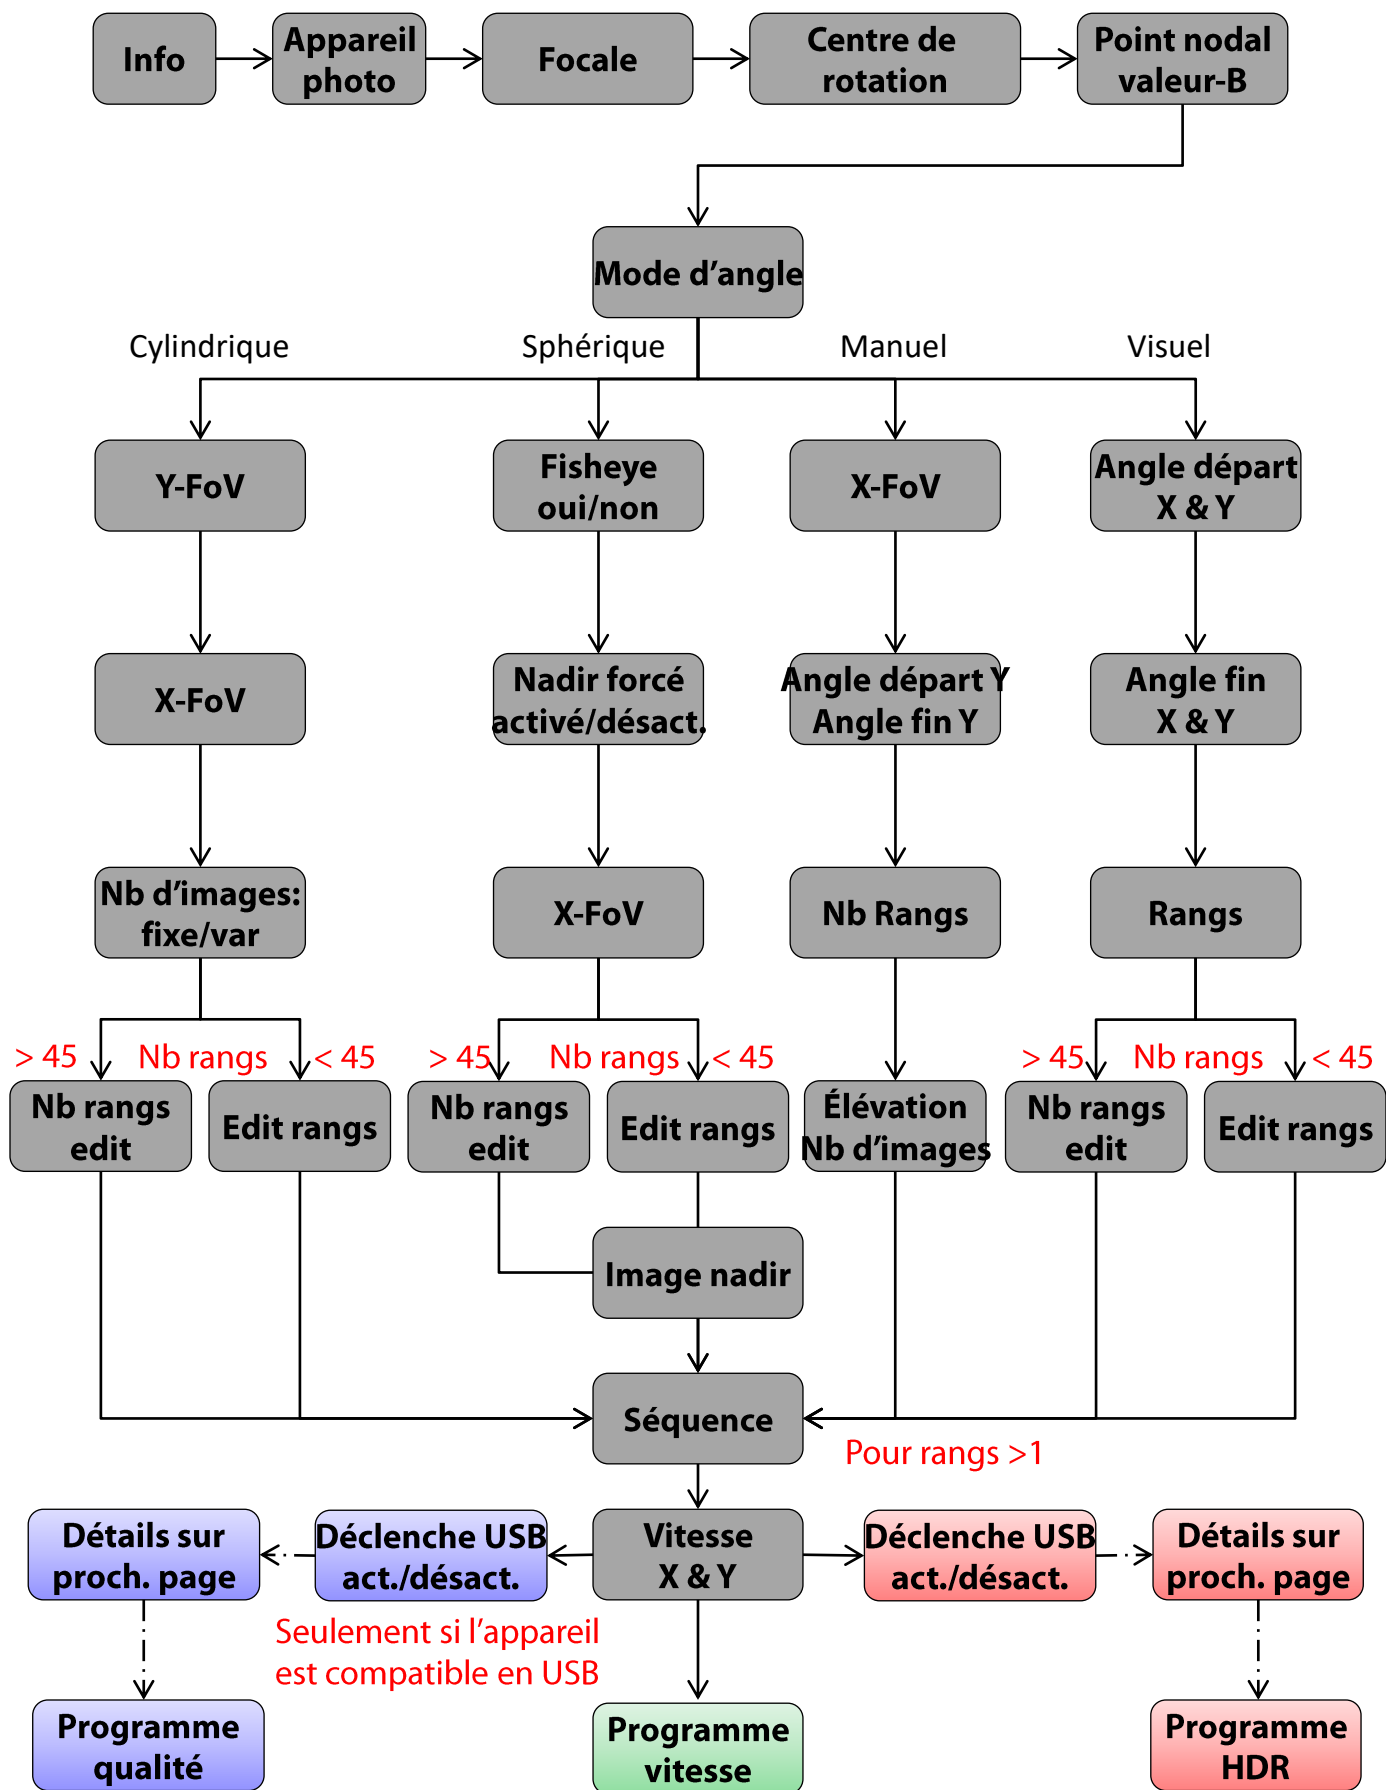 Info
Appareil
photo
Focale
Centre de
rotation
Point nodal
valeur-B
Mode d’angle
Cylindrique
Sphérique
Manuel
Visuel
Y-FoV
Fisheye
oui/non
X-FoV
Angle départ
X & Y
X-FoV
Nadir forcé
activé/désact.
Angle départ Y
Angle fin Y
Angle fin
X & Y
Nb d’images:
fixe/var
X-FoV
Nb Rangs
Rangs
> 45
Nb rangs
< 45
> 45
Nb rangs
< 45
> 45
Nb rangs
< 45
Nb rangs
edit
Edit rangs
Nb rangs
edit
Edit rangs
Élévation
Nb d’images
Nb rangs
edit
Edit rangs
Image nadir
Séquence
Pour rangs >1
Détails sur
proch. page
Déclenche USB
act./désact.
Vitesse
X & Y
Déclenche USB
act./désact.
Détails sur
proch. page
Seulement si l’appareil
est compatible en USB
Programme
qualité
Programme
vitesse
Programme
HDR